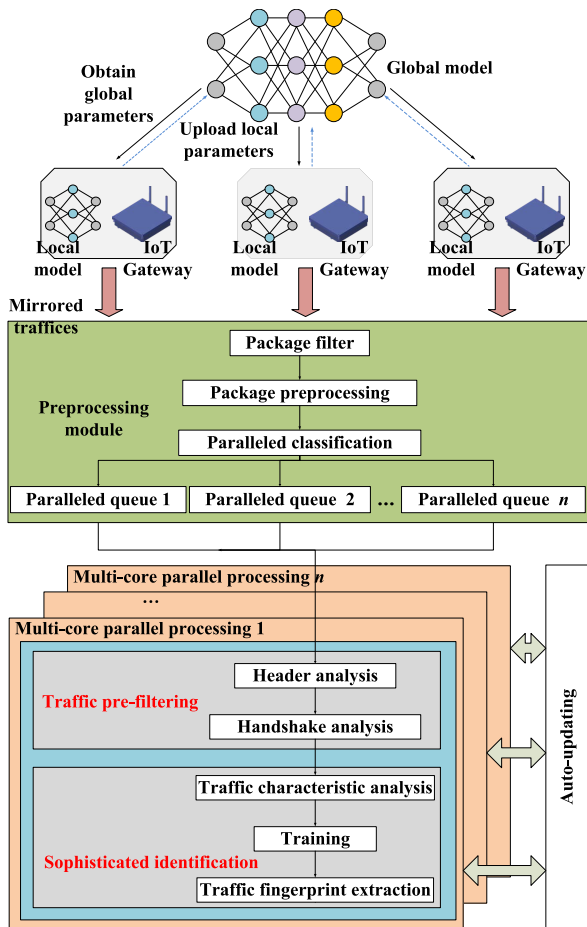 Obtain
global
parameters
Global model
Upload local
parameters
Local
model
IoT
Gateway
Local
model
IoT
Gateway
Local
model
IoT
Gateway
Mirrored
traffices
Package filter
Package preprocessing
Preprocessing
module
Paralleled classification
Paralleled queue 1
Paralleled queue 2
...
Paralleled queue n
Multi-core parallel processing n
...
Multi-core parallel processing 1
Header analysis
Traffic pre-filtering
Handshake analysis
Auto-updating
Traffic characteristic analysis
Training
Sophisticated identification
Traffic fingerprint extraction